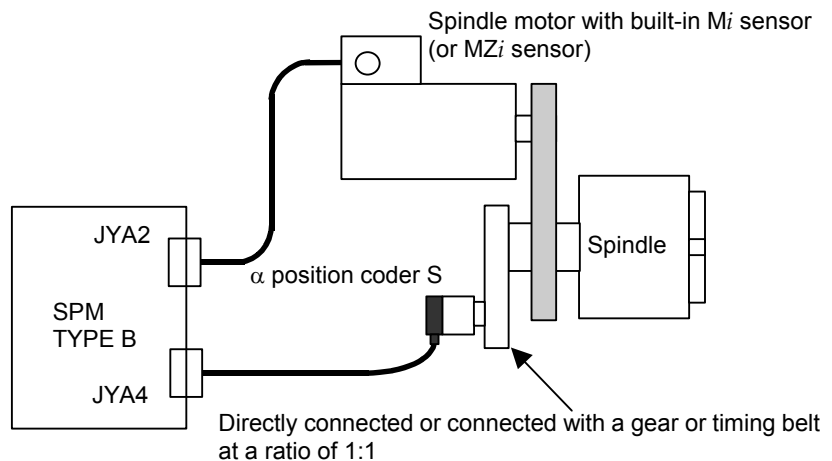 Spindle motor with built-in Mi sensor
(or MZi sensor)
JYA2
α position coder S
Spindle
SPM
TYPE B
JYA4
Directly connected or connected with a gear or timing belt
at a ratio of 1:1